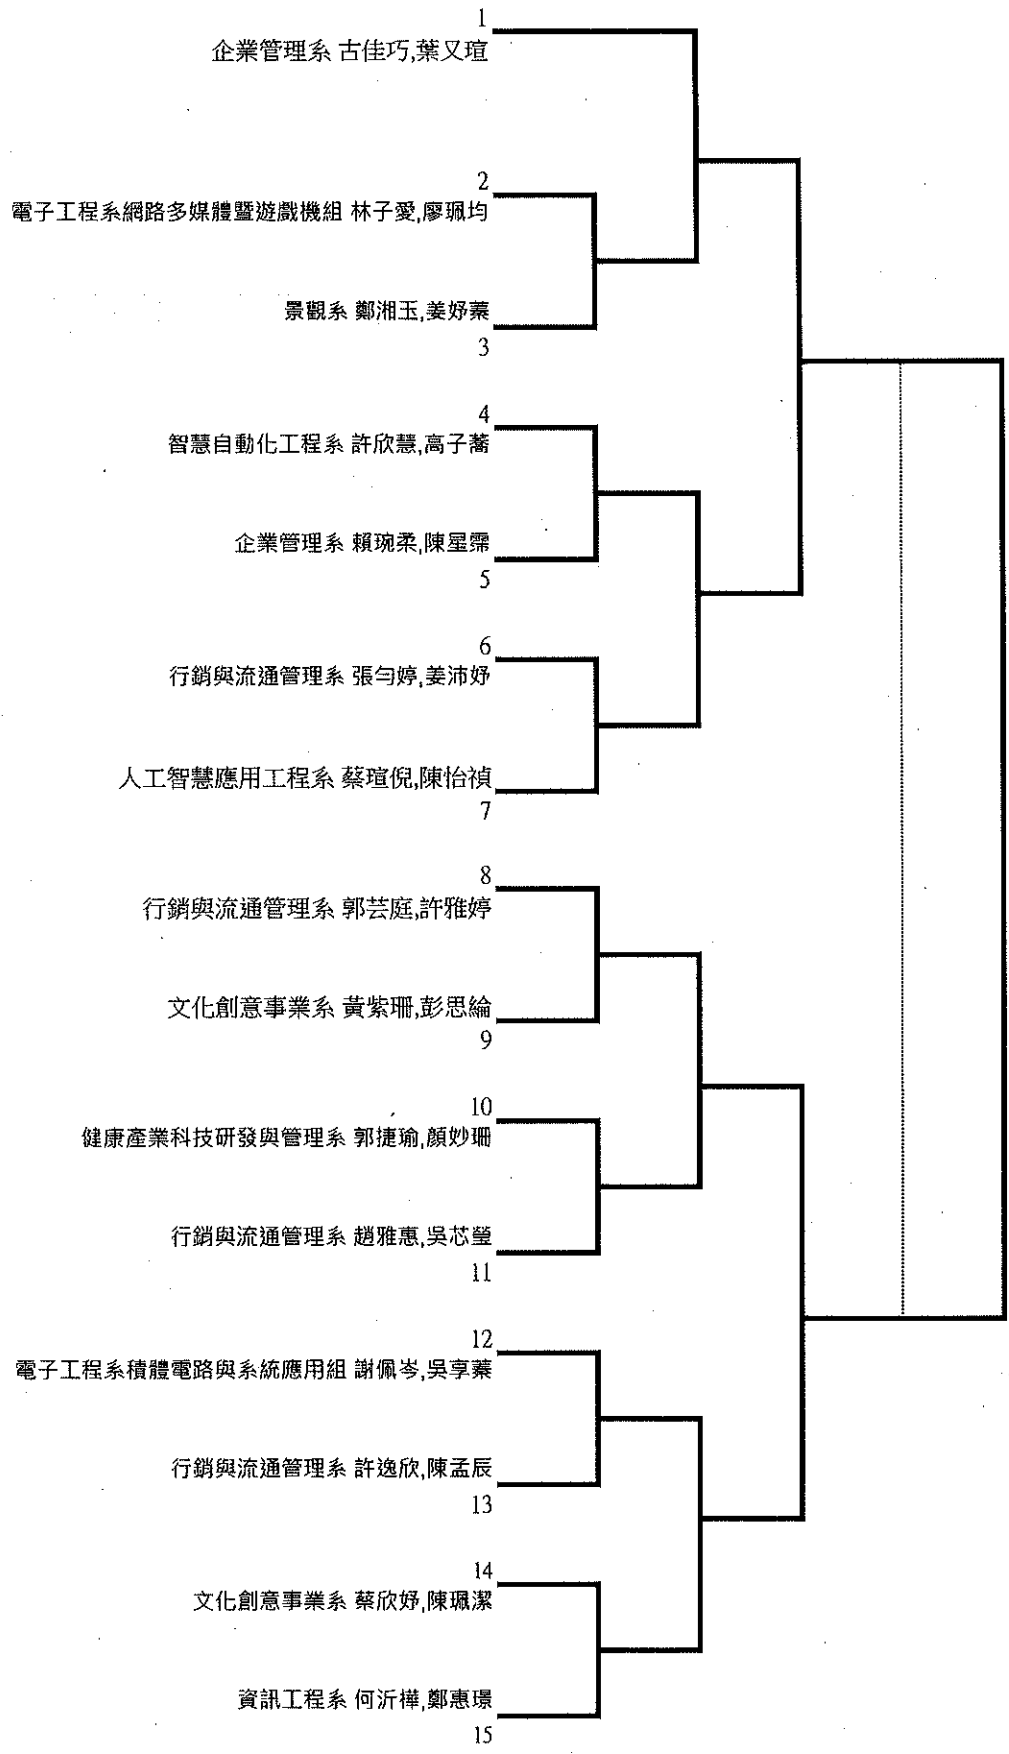 1
企業管理系 古佳巧,葉又瑄
2
電子工程系網路多媒體暨遊戲機組 林子愛,廖珮均
景觀系 鄭湘玉,姜妤蓁
3
4
智慧自動化工程系 許欣慧,高子蕎
企業管理系 賴琬柔,陳星霈
5
6
行銷與流通管理系 張勻婷,姜沛妤
人工智慧應用工程系 蔡瑄倪,陳怡禎
7
8
行銷與流通管理系 郭芸庭,許雅婷
文化創意事業系 黃紫珊,彭思綸
9
10
健康產業科技研發與管理系 郭捷瑜,顏妙珊
行銷與流通管理系 趙雅惠,吳芯瑩
11
12
電子工程系積體電路與系統應用組 謝佩岑,吳享蓁
行銷與流通管理系 許逸欣,陳孟辰
13
14
文化創意事業系 蔡欣妤,陳珮潔
資訊工程系 何沂樺,鄭惠璟
15